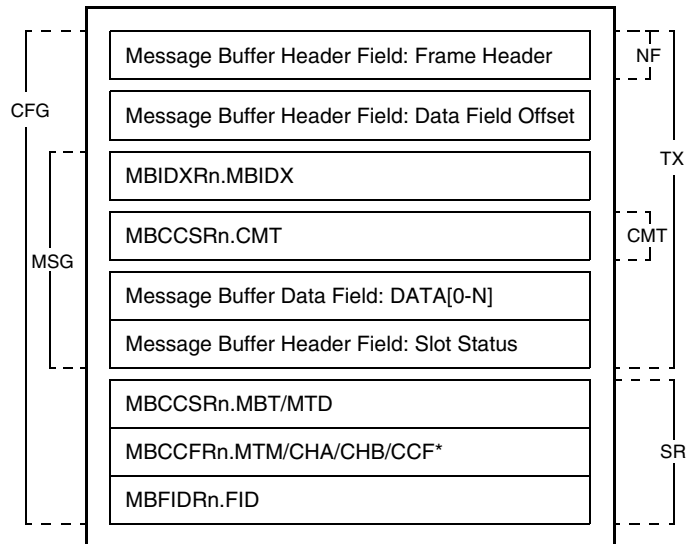 Message Buffer Header Field: Frame Header
NF
CFG
Message Buffer Header Field: Data Field Offset
TX
MBIDXRn.MBIDX
MBCCSRn.CMT
CMT
MSG
Message Buffer Data Field: DATA[0-N]
Message Buffer Header Field: Slot Status
MBCCSRn.MBT/MTD
MBCCFRn.MTM/CHA/CHB/CCF*
SR
MBFIDRn.FID